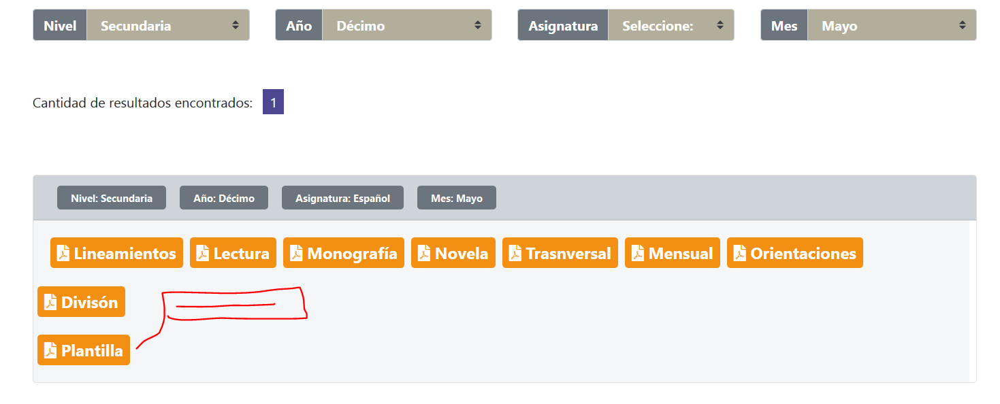 Nivel Secundaria Año Décimo Asignatura Seleccione: Mes Mayo
Cantidad de resultados encontrados: 1
Nivel: Secundaria Año: Décimo Asignatura: Español Mes: Mayo
Lineamientos Lectura Monografía Novela Trasnversal Mensual Orientaciones
Divisón
Plantilla